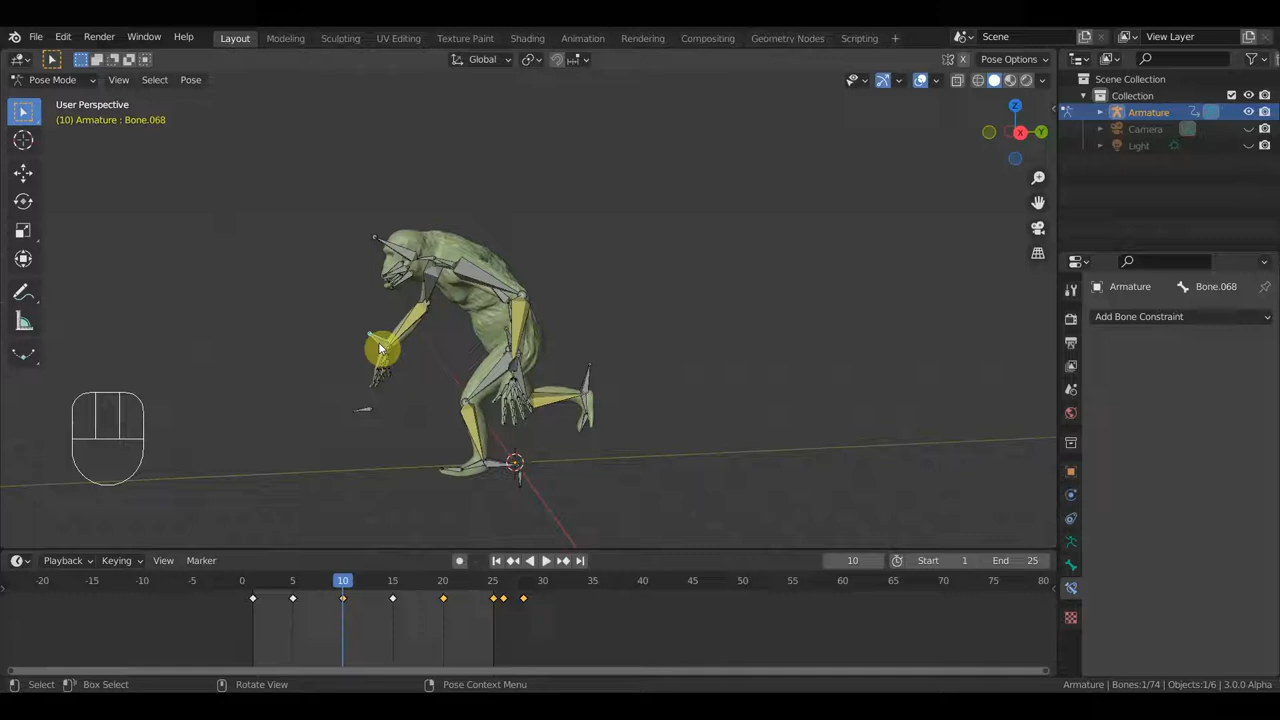 File Edit Render Window Help Layout Modeling Sculpting UV Editing Texture Paint Shading Animation Rendering Compositing Geometry Nodes Scripting + Scene View Layer
Global Pose Options
Pose Mode View Select Pose
User Perspective
(10) Armature : Bone.068
X Y Z
Scene Collection
Collection
Armature
Camera
Light
Armature Bone.068
Add Bone Constraint
Playback Keying View Marker 10 Start 1 End 25
-20 -15 -10 -5 0 5 10 15 20 25 30 35 40 45 50 55 60 65 70 75 80
Select Box Select Rotate View Pose Context Menu Armature | Bones:1/74 | Objects:1/6 | 3.0.0 Alpha